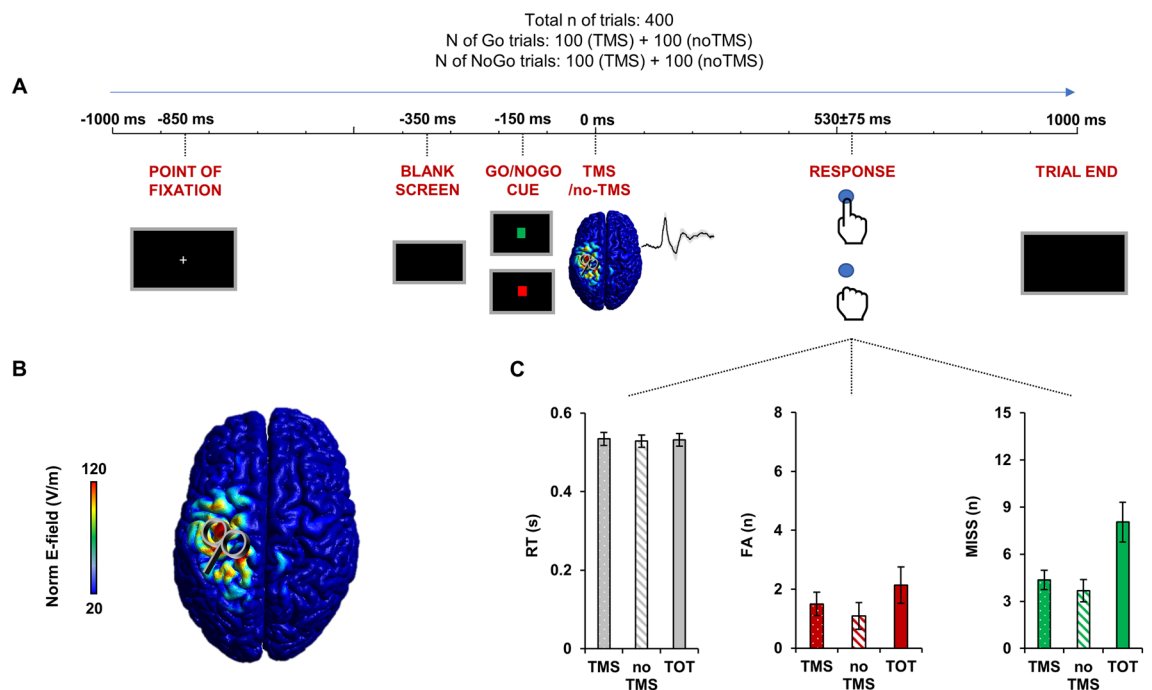 Total n of trials: 400
N of Go trials: 100 (TMS) + 100 (noTMS)
N of NoGo trials: 100 (TMS) + 100 (noTMS)
A
-1000 ms -850 ms -350 ms -150 ms 0 ms 530±75 ms 1000 ms
POINT OF FIXATION
BLANK SCREEN
GO/NOGO CUE
TMS /no-TMS
RESPONSE
TRIAL END
B
Norm E-field (V/m)
120
20
C
RT (s)
0.6
0.4
0.2
0
TMS no TMS TOT
FA (n)
8
6
4
2
0
TMS no TMS TOT
MISS (n)
15
12
9
6
3
0
TMS no TMS TOT